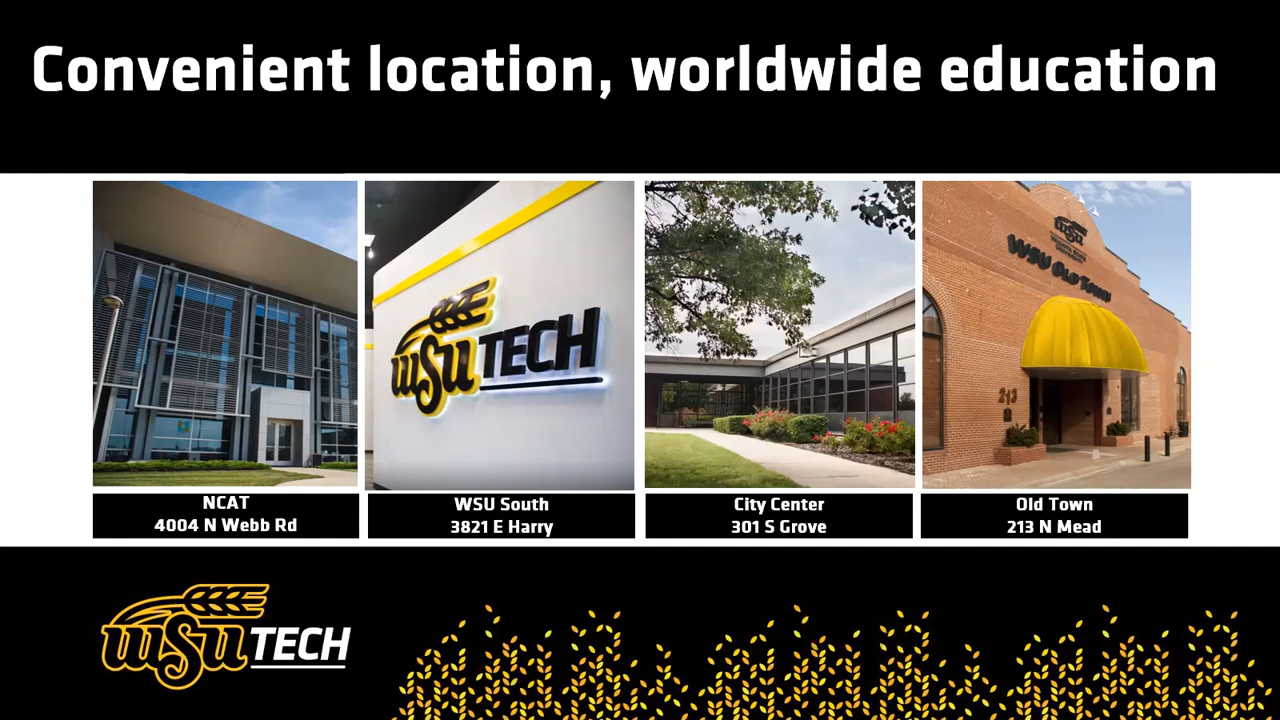 Convenient location, worldwide education
WSU TECH
WSU
WSU OLD TOWN
213
NCAT
4004 N Webb Rd
WSU South
3821 E Harry
City Center
301 S Grove
Old Town
213 N Mead
WSU TECH